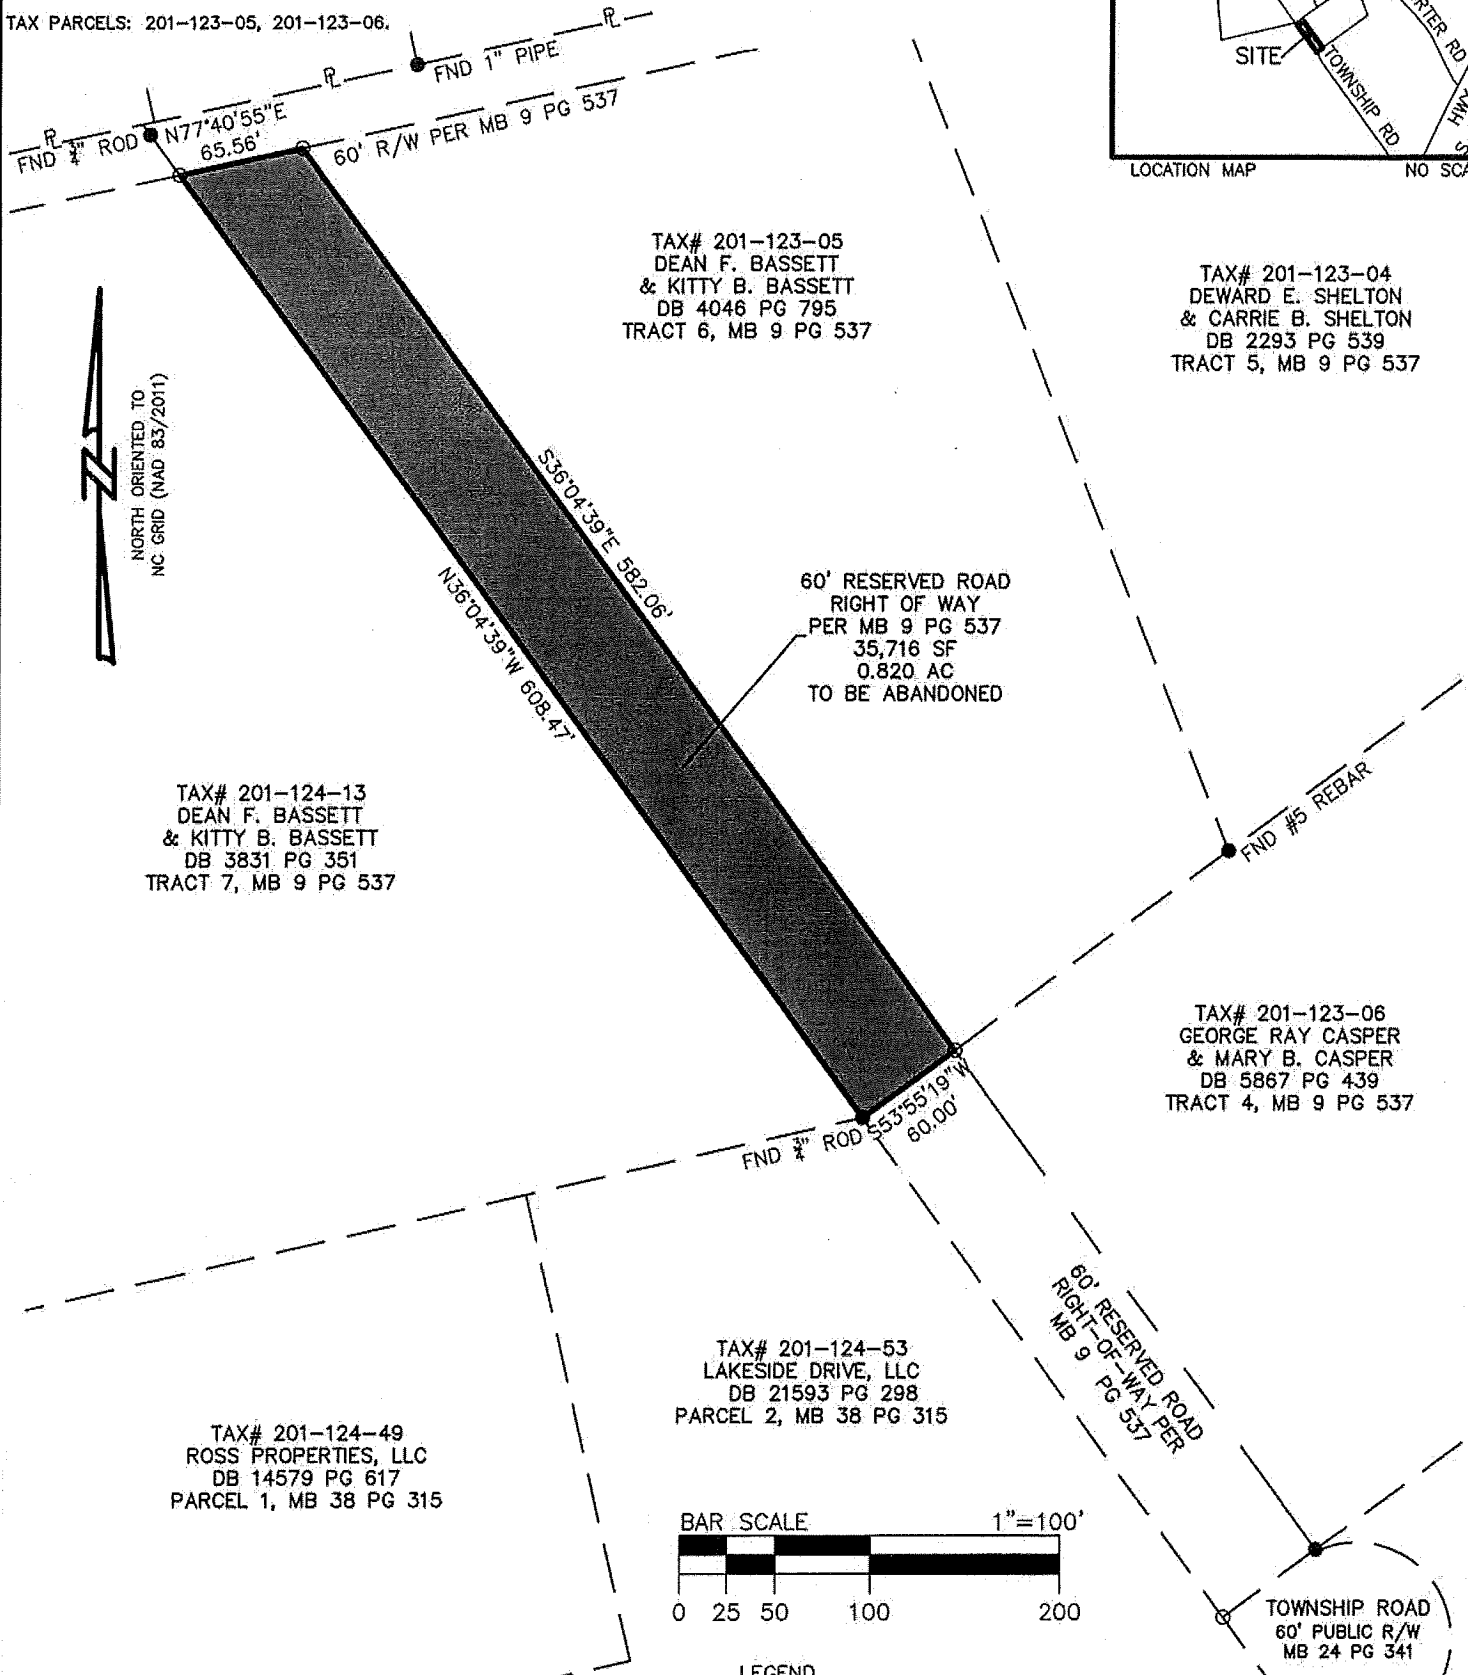 TAX PARCELS: 201-123-05, 201-123-06.
FND 1" PIPE
FND 3/4" ROD
N77°40'55"E
65.56'
60' R/W PER MB 9 PG 537
SITE
TOWNSHIP RD
RTER RD
HWY
LOCATION MAP
NO SCA
TAX# 201-123-05
DEAN F. BASSETT
& KITTY B. BASSETT
DB 4046 PG 795
TRACT 6, MB 9 PG 537
TAX# 201-123-04
DEWARD E. SHELTON
& CARRIE B. SHELTON
DB 2293 PG 539
TRACT 5, MB 9 PG 537
NORTH ORIENTED TO
NC GRID (NAD 83/2011)
S36°04'39"E 582.06'
N36°04'39"W 608.47'
60' RESERVED ROAD
RIGHT OF WAY
PER MB 9 PG 537
35,716 SF
0.820 AC
TO BE ABANDONED
TAX# 201-124-13
DEAN F. BASSETT
& KITTY B. BASSETT
DB 3831 PG 351
TRACT 7, MB 9 PG 537
FND #5 REBAR
TAX# 201-123-06
GEORGE RAY CASPER
& MARY B. CASPER
DB 5867 PG 439
TRACT 4, MB 9 PG 537
FND 3/4" ROD
S53°55'19"W
60.00'
60' RESERVED ROAD
RIGHT-OF-WAY PER
MB 9 PG 537
TAX# 201-124-53
LAKESIDE DRIVE, LLC
DB 21593 PG 298
PARCEL 2, MB 38 PG 315
TAX# 201-124-49
ROSS PROPERTIES, LLC
DB 14579 PG 617
PARCEL 1, MB 38 PG 315
BAR SCALE 1"=100'
0 25 50 100 200
TOWNSHIP ROAD
60' PUBLIC R/W
MB 24 PG 341
LEGEND